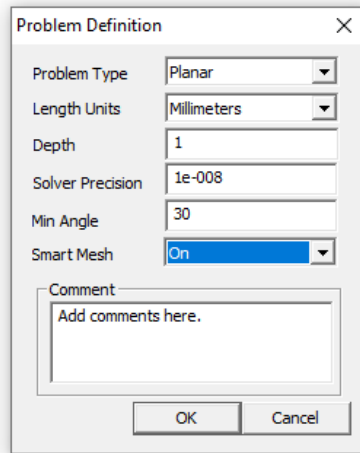 Problem Definition
Problem Type Planar
Length Units Millimeters
Depth 1
Solver Precision 1e-008
Min Angle 30
Smart Mesh On
Comment
Add comments here.
OK Cancel